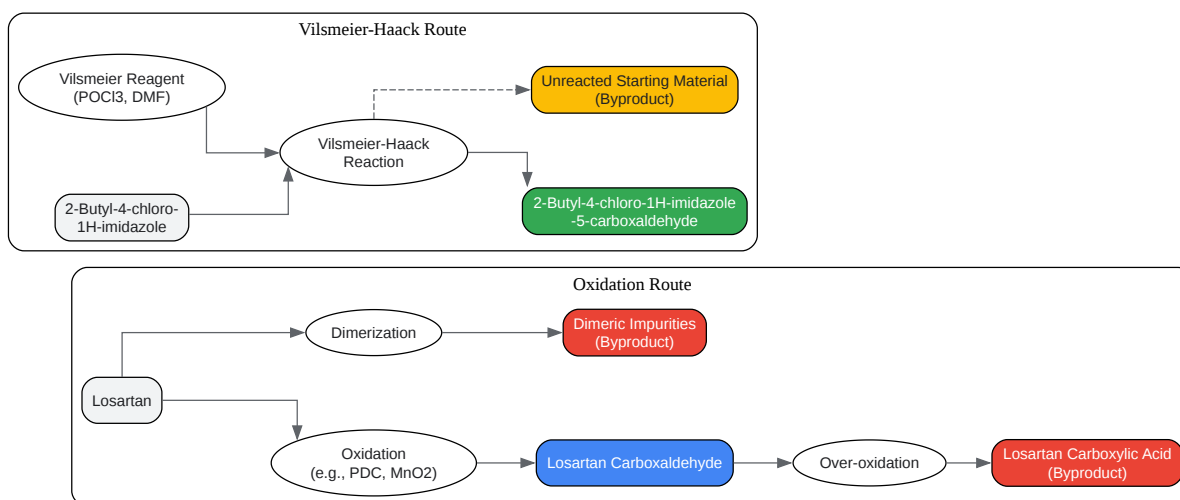 Vilsmeier-Haack Route
Vilsmeier Reagent
(POCl3, DMF)
Unreacted Starting Material
(Byproduct)
Vilsmeier-Haack
Reaction
2-Butyl-4-chloro-
1H-imidazole
2-Butyl-4-chloro-1H-imidazole
-5-carboxaldehyde
Oxidation Route
Dimerization
Dimeric Impurities
(Byproduct)
Losartan
Oxidation
(e.g., PDC, MnO2)
Losartan Carboxaldehyde
Over-oxidation
Losartan Carboxylic Acid
(Byproduct)